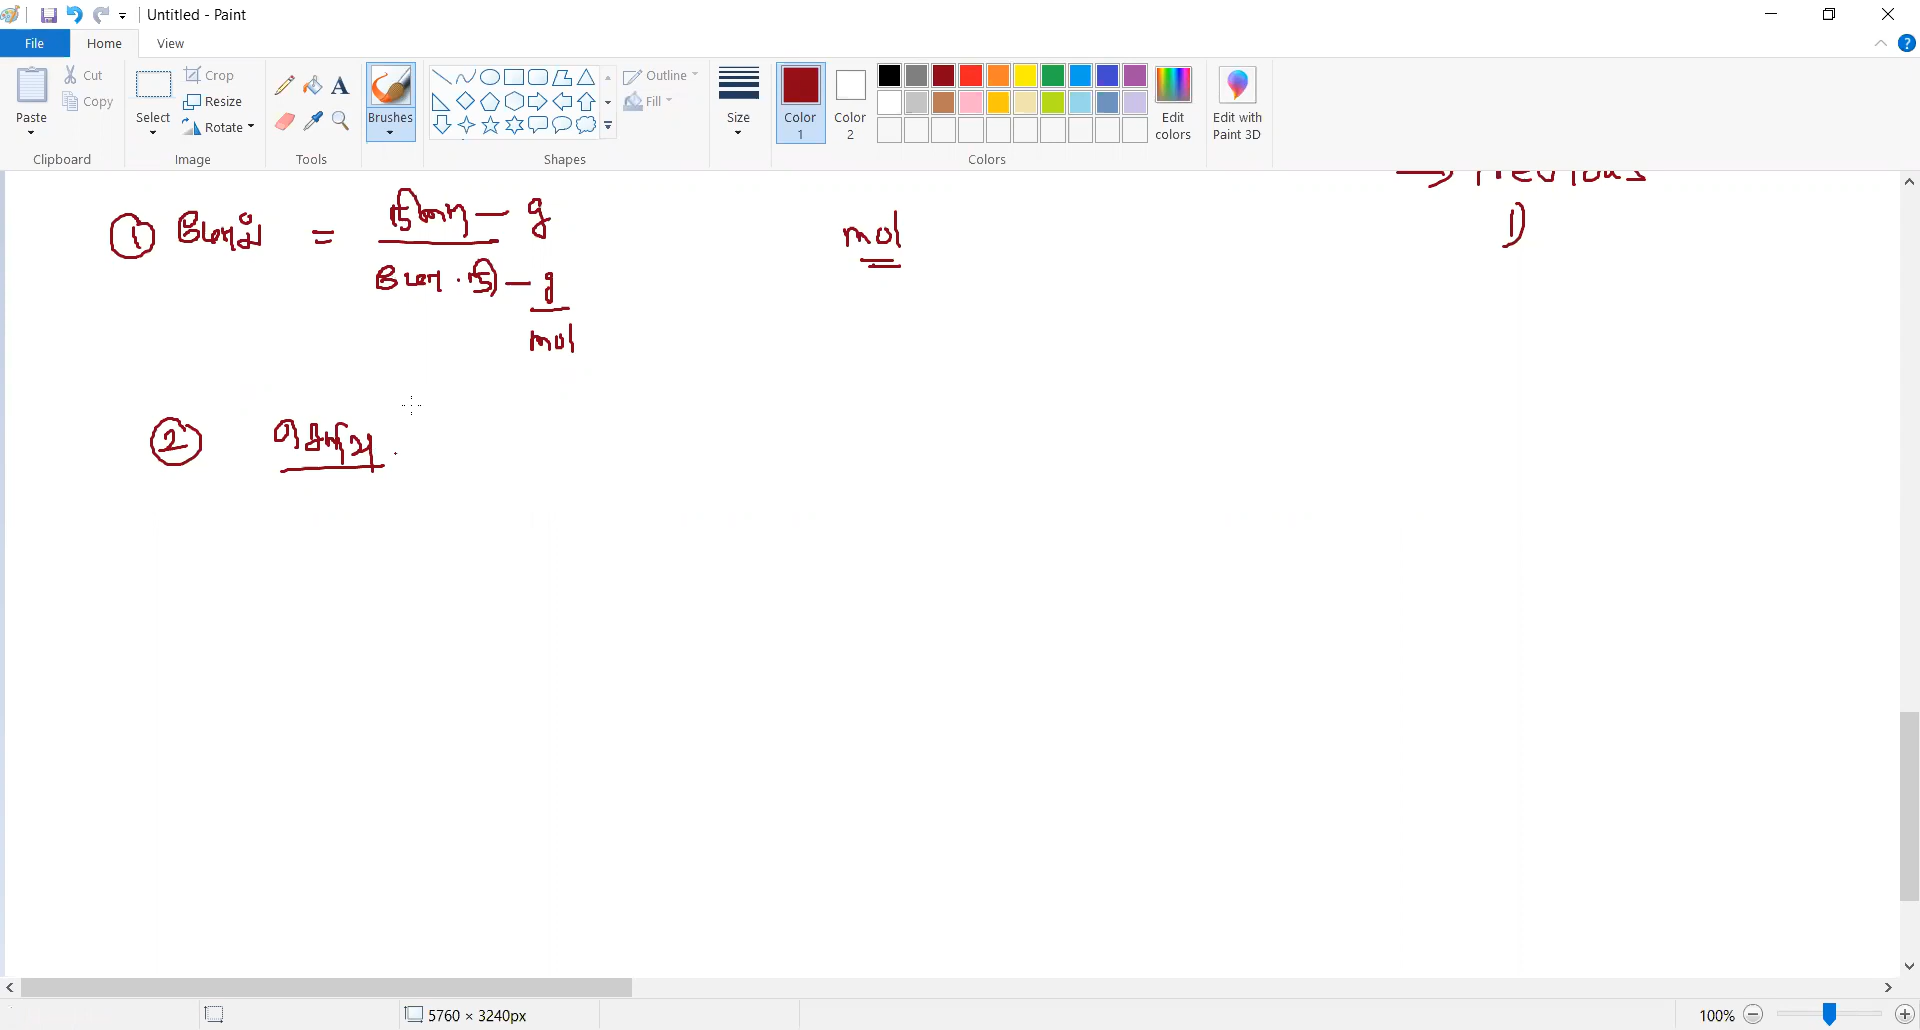 Untitled - Paint
File Home View
Paste
Cut
Copy
Clipboard
Select
Crop
Resize
Rotate
Image
Tools
Brushes
Shapes
Outline
Fill
Size
Color 1
Color 2
Colors
Edit colors
Edit with Paint 3D
→ Previous
1)
① மூல் = திணிவு — g
மூ.தி — g
mol
mol
②
5760 × 3240px
100%